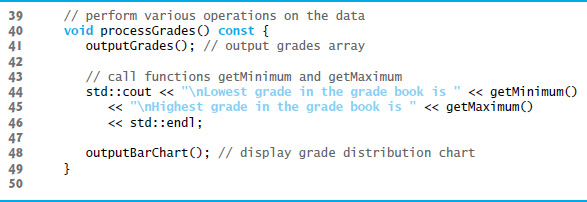 39 // perform various operations on the data
40 void processGrades() const {
41 outputGrades(); // output grades array
42
43 // call functions getMinimum and getMaximum
44 std::cout << "\nLowest grade in the grade book is " << getMinimum()
45 << "\nHighest grade in the grade book is " << getMaximum()
46 << std::endl;
47
48 outputBarChart(); // display grade distribution chart
49 }
50